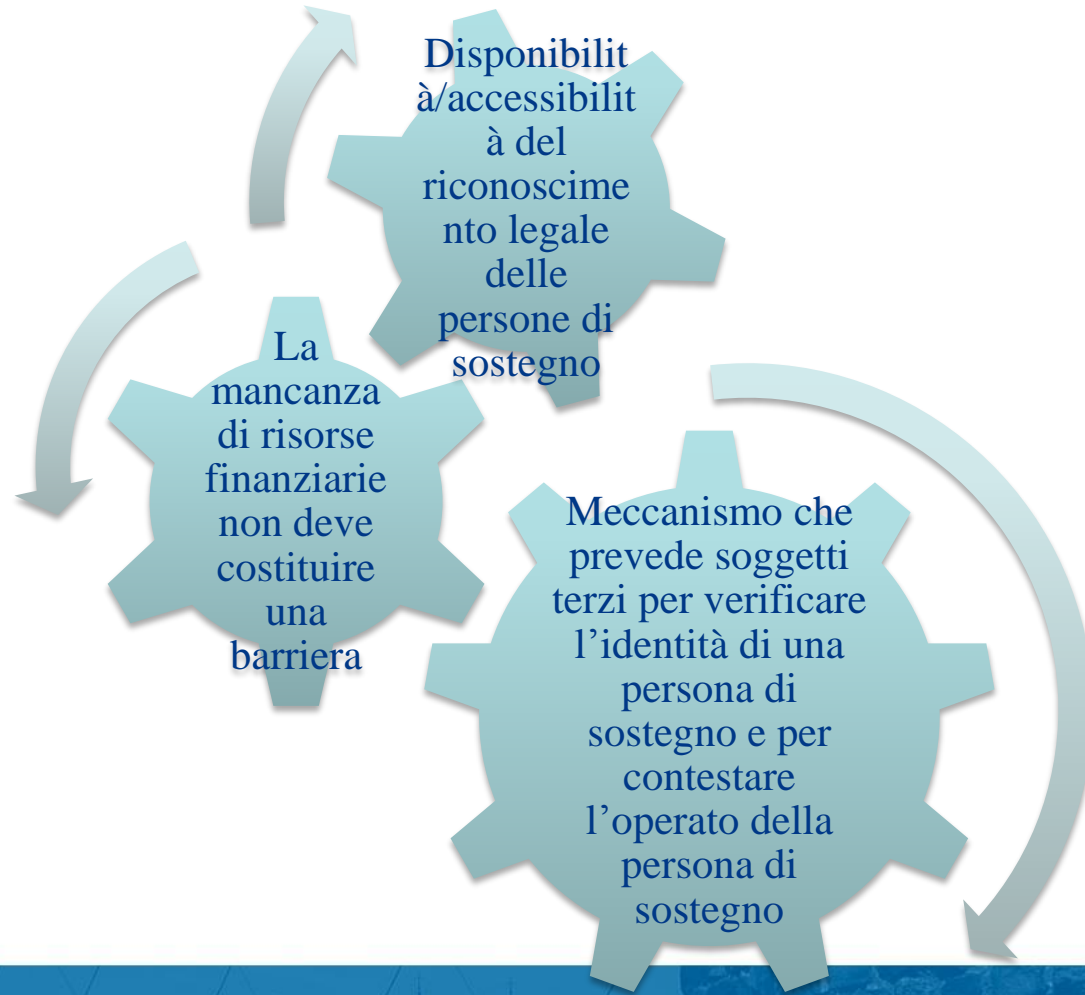 Disponibilit
à/accessibilit
à del
riconoscime
nto legale
delle
persone di
sostegno
La
mancanza
di risorse
finanziarie
non deve
costituire
una
barriera
Meccanismo che
prevede soggetti
terzi per verificare
l’identità di una
persona di
sostegno e per
contestare
l’operato della
persona di
sostegno